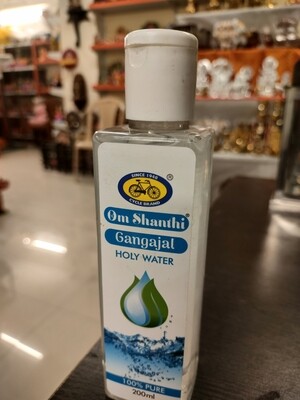 SINCE 1948
CYCLE BRAND
®
Om Shanthi®
Gangajal
HOLY WATER
100% PURE
200ml